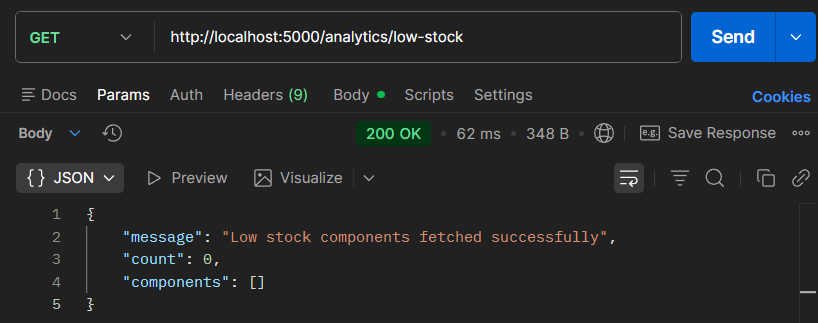 GET http://localhost:5000/analytics/low-stock Send
Docs Params Auth Headers (9) Body Scripts Settings Cookies
Body 200 OK • 62 ms • 348 B • e.g. Save Response
{} JSON Preview Visualize
1 {
2 "message": "Low stock components fetched successfully",
3 "count": 0,
4 "components": []
5 }